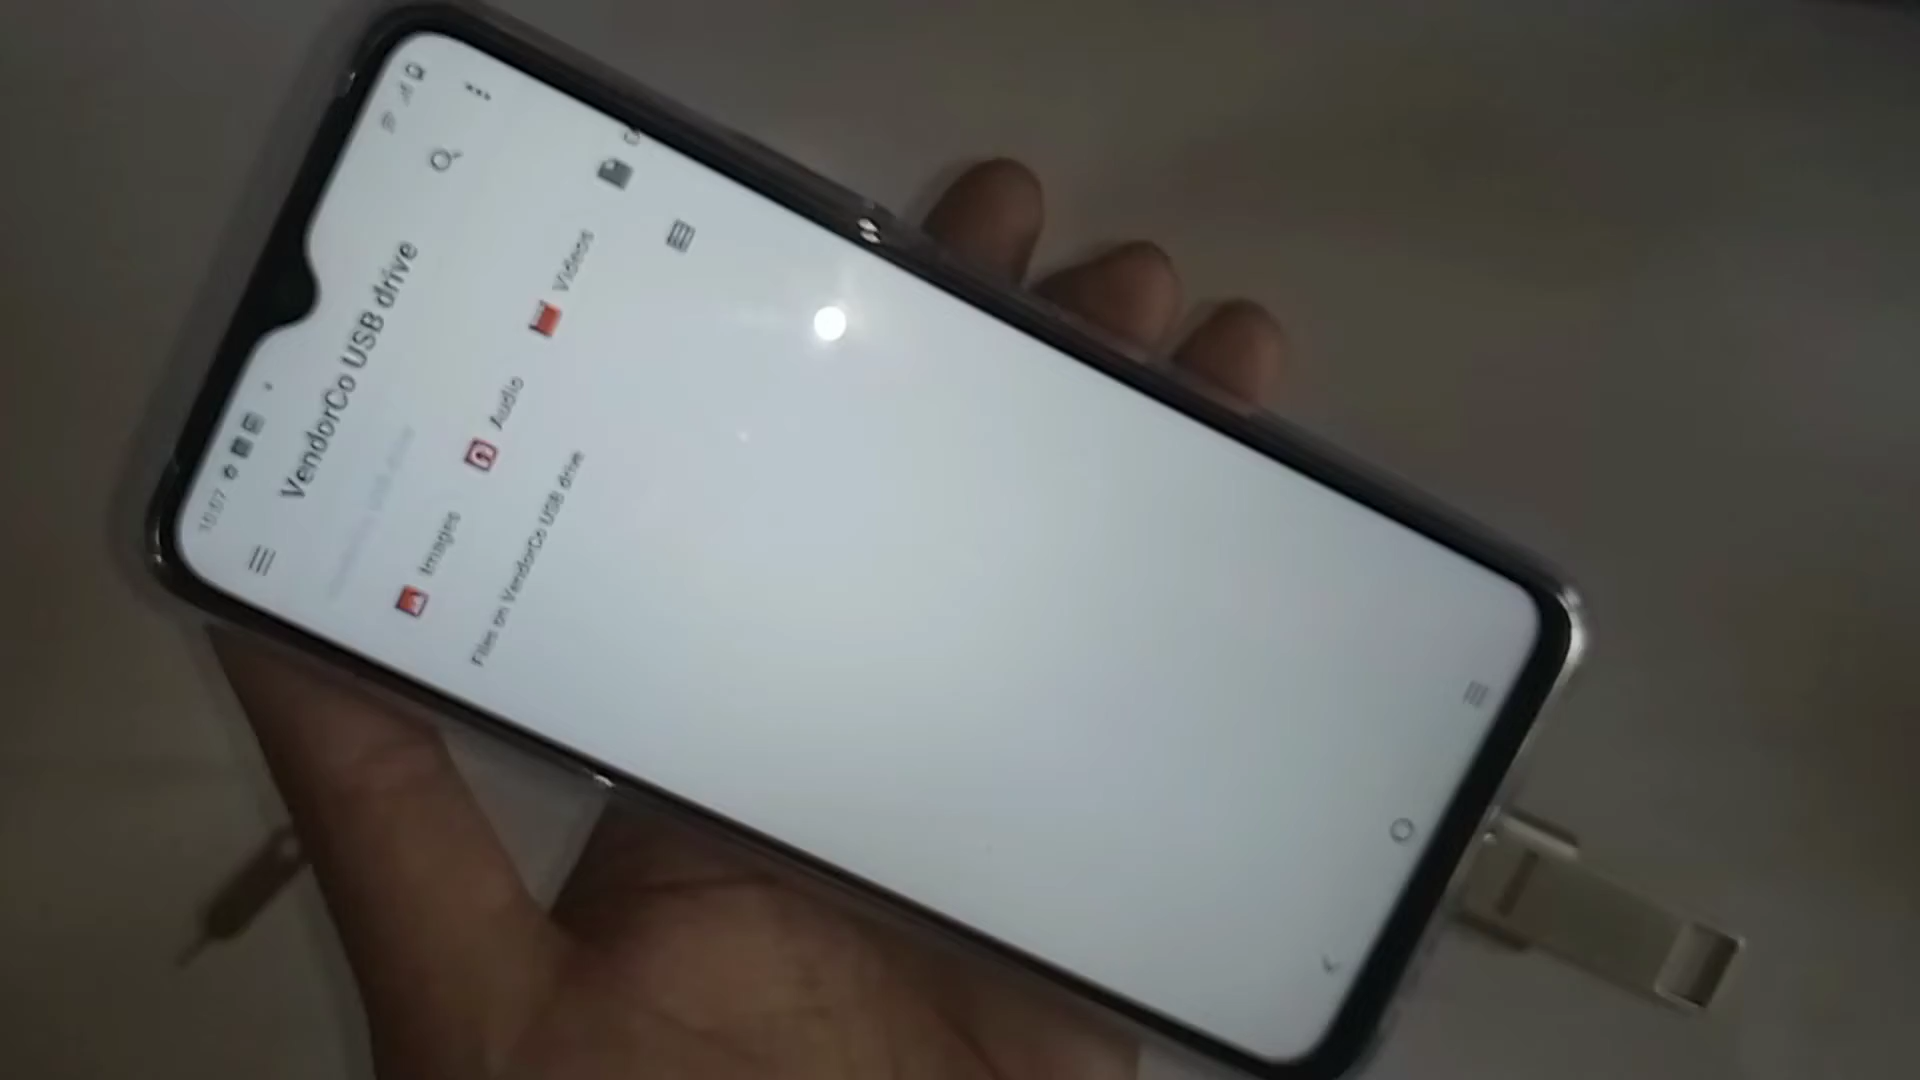 VendorCo USB drive
Images
Audio
Videos
Files on VendorCo USB drive